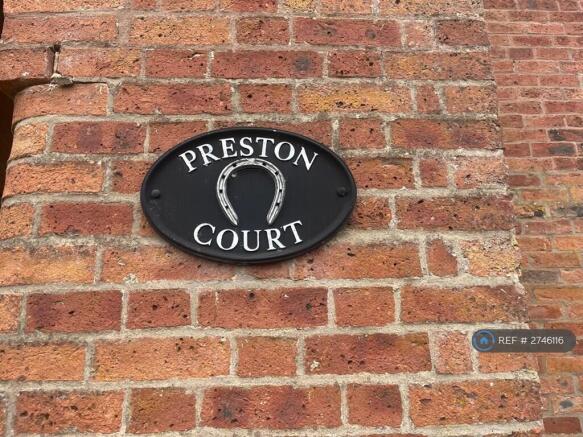 PRESTON
COURT
REF # 2746116